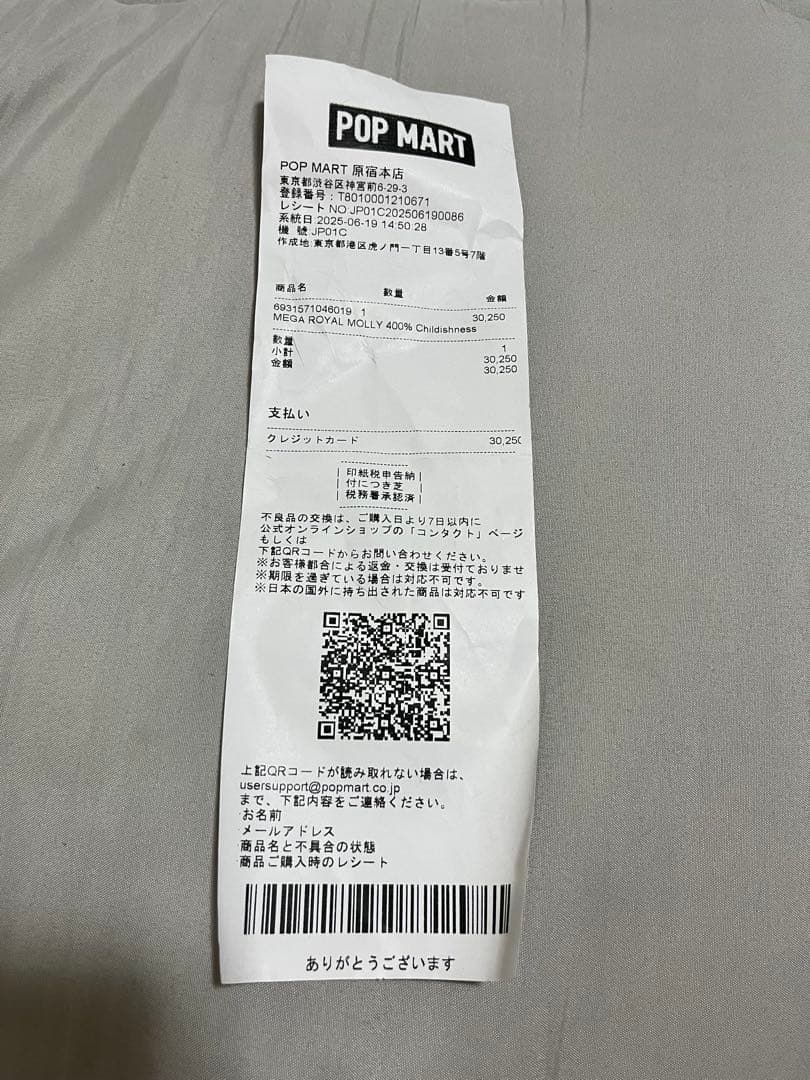 POP MART
POP MART 原宿本店
東京都渋谷区神宮前6-29-3
登録番号：T8010001210671
レシートNO:JP01C202506190086
系統日:2025-06-19 14:50:28
機 號:JP01C
作成地:東京都港区虎ノ門一丁目13番5号7階
商品名 数量 金額
6931571046019 1 30,250
MEGA ROYAL MOLLY 400% Childishness
数量 1
小計 30,250
金額 30,250
支払い
クレジットカード 30,250
印紙税申告納
付につき芝
税務署承認済
不良品の交換は、ご購入日より7日以内に
公式オンラインショップの「コンタクト」ページ
もしくは
下記QRコードからお問い合わせください。
※お客様都合による返金・交換は受付ておりませ
※期限を過ぎている場合は対応不可です。
※日本の国外に持ち出された商品は対応不可です
上記QRコードが読み取れない場合は、
usersupport@popmart.co.jp
まで、下記内容をご連絡ください。
·お名前
·メールアドレス
·商品名と不具合の状態
·商品ご購入時のレシート
ありがとうございます